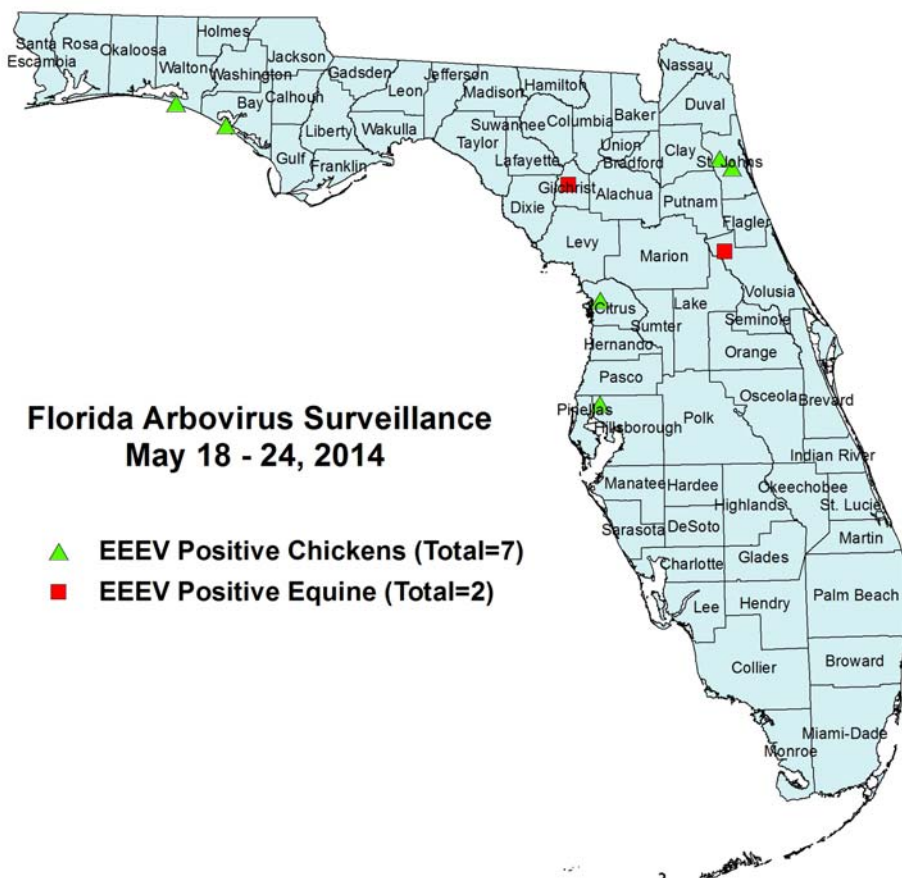 Holmes
Santa Rosa
Okaloosa
Jackson
Escambia
Walton
Washington
Gadsden
Jefferson
Hamilton
Nassau
Bay
Calhoun
Leon
Madison
Duval
Liberty
Wakulla
Suwannee
Columbia
Baker
Taylor
Union
Clay
Gulf
Franklin
Lafayette
Bradford
St. Johns
Gilchrist
Alachua
Dixie
Putnam
Flagler
Levy
Marion
Volusia
Citrus
Lake
Sumter
Seminole
Hernando
Orange
Pasco
Osceola
Brevard
Pinellas
Polk
Hillsborough
Florida Arbovirus Surveillance
May 18 - 24, 2014
Indian River
Manatee
Hardee
Okeechobee
Highlands
St. Lucie
Sarasota
DeSoto
Martin
EEEV Positive Chickens (Total=7)
Charlotte
Glades
EEEV Positive Equine (Total=2)
Lee
Hendry
Palm Beach
Collier
Broward
Miami-Dade
Monroe